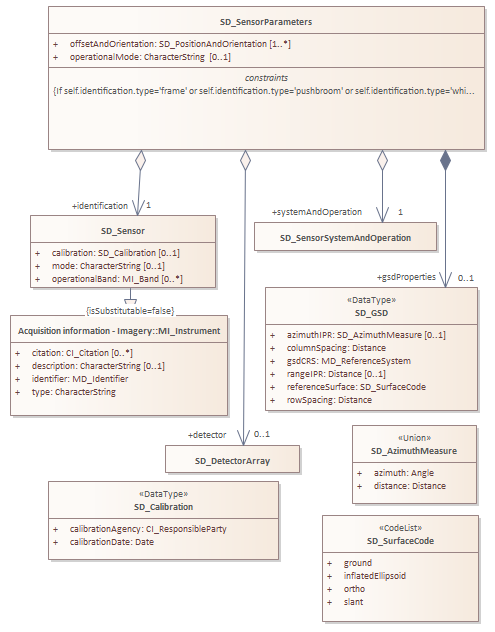 SD_SensorParameters
+ offsetAndOrientation: SD_PositionAndOrientation [1..*]
+ operationalMode: CharacterString [0..1]
constraints
{If self.identification.type='frame' or self.identification.type='pushbroom' or self.identification.type='whi...
+identification 1
+systemAndOperation 1
SD_Sensor
+ calibration: SD_Calibration [0..1]
+ mode: CharacterString [0..1]
+ operationalBand: MI_Band [0..*]
SD_SensorSystemAndOperation
+gsdProperties 0..1
{isSubstitutable=false}
«DataType»
SD_GSD
+ azimuthIPR: SD_AzimuthMeasure [0..1]
+ columnSpacing: Distance
+ gsdCRS: MD_ReferenceSystem
+ rangeIPR: Distance [0..1]
+ referenceSurface: SD_SurfaceCode
+ rowSpacing: Distance
Acquisition information - Imagery::MI_Instrument
+ citation: CI_Citation [0..*]
+ description: CharacterString [0..1]
+ identifier: MD_Identifier
+ type: CharacterString
+detector 0..1
SD_DetectorArray
«Union»
SD_AzimuthMeasure
+ azimuth: Angle
+ distance: Distance
«DataType»
SD_Calibration
+ calibrationAgency: CI_ResponsibleParty
+ calibrationDate: Date
«CodeList»
SD_SurfaceCode
+ ground
+ inflatedEllipsoid
+ ortho
+ slant